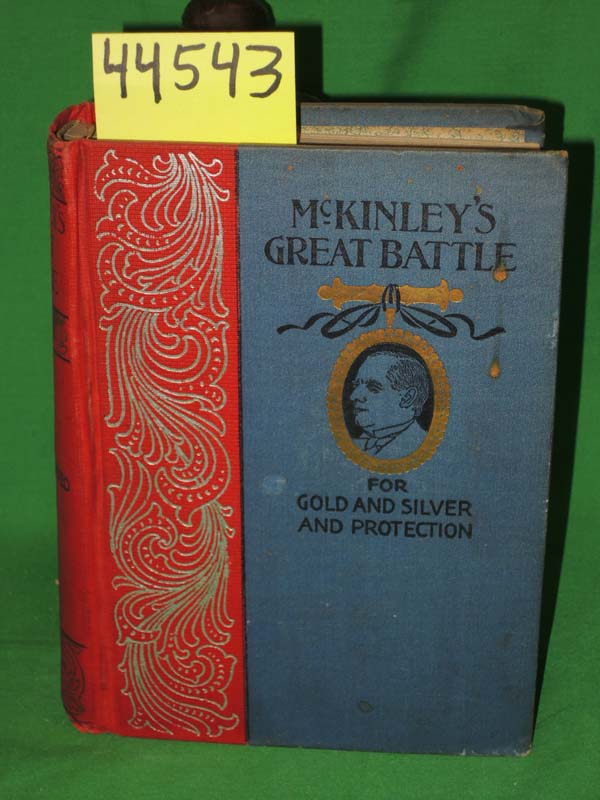 44543
McKINLEY'S
GREAT BATTLE
FOR
GOLD AND SILVER
AND PROTECTION